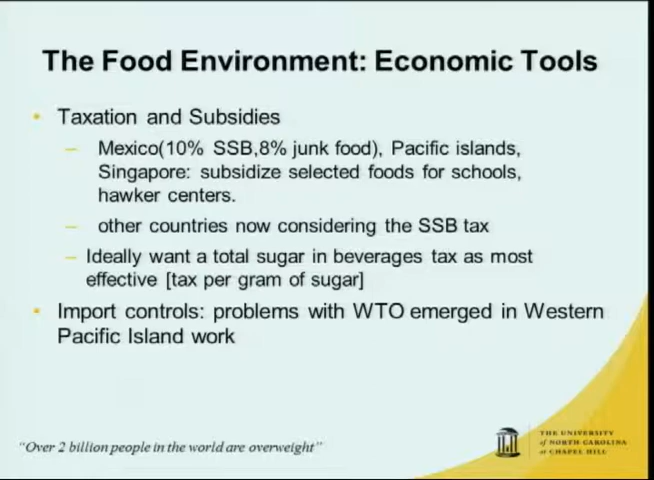 The Food Environment: Economic Tools
• Taxation and Subsidies
– Mexico(10% SSB,8% junk food), Pacific islands,
Singapore: subsidize selected foods for schools,
hawker centers.
– other countries now considering the SSB tax
– Ideally want a total sugar in beverages tax as most
effective [tax per gram of sugar]
• Import controls: problems with WTO emerged in Western
Pacific Island work
"Over 2 billion people in the world are overweight"
THE UNIVERSITY
of NORTH CAROLINA
at CHAPEL HILL